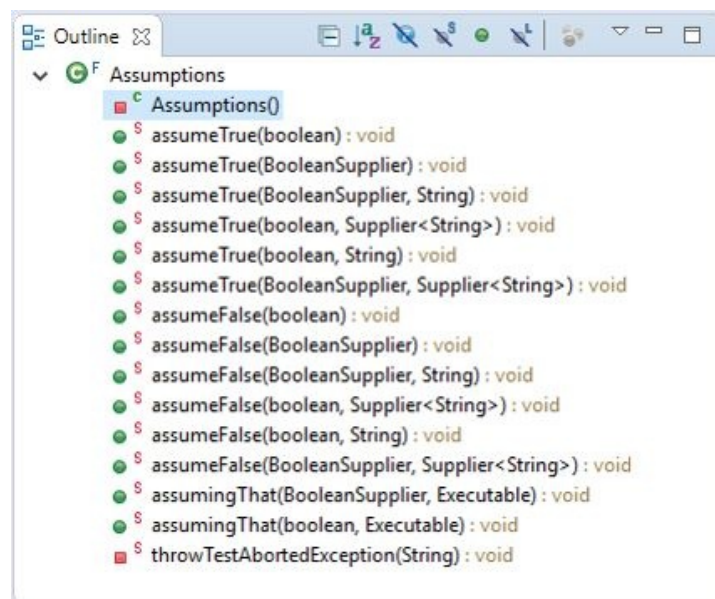 Outline
Assumptions
Assumptions()
assumeTrue(boolean) : void
assumeTrue(BooleanSupplier) : void
assumeTrue(BooleanSupplier, String) : void
assumeTrue(boolean, Supplier<String>) : void
assumeTrue(boolean, String) : void
assumeTrue(BooleanSupplier, Supplier<String>) : void
assumeFalse(boolean) : void
assumeFalse(BooleanSupplier) : void
assumeFalse(BooleanSupplier, String) : void
assumeFalse(boolean, Supplier<String>) : void
assumeFalse(boolean, String) : void
assumeFalse(BooleanSupplier, Supplier<String>) : void
assumingThat(BooleanSupplier, Executable) : void
assumingThat(boolean, Executable) : void
throwTestAbortedException(String) : void